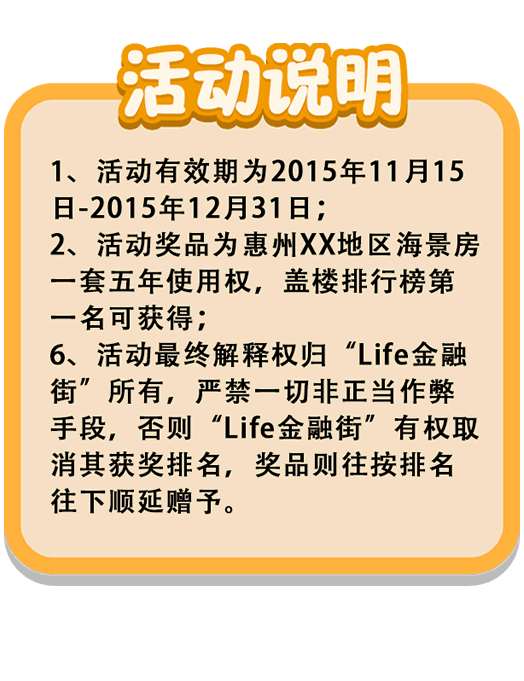 活动说明
1、活动有效期为2015年11月15
日-2015年12月31日；
2、活动奖品为惠州XX地区海景房
一套五年使用权，盖楼排行榜第
一名可获得；
6、活动最终解释权归“Life金融
街”所有，严禁一切非正当作弊
手段，否则“Life金融街”有权取
消其获奖排名，奖品则往按排名
往下顺延赠予。